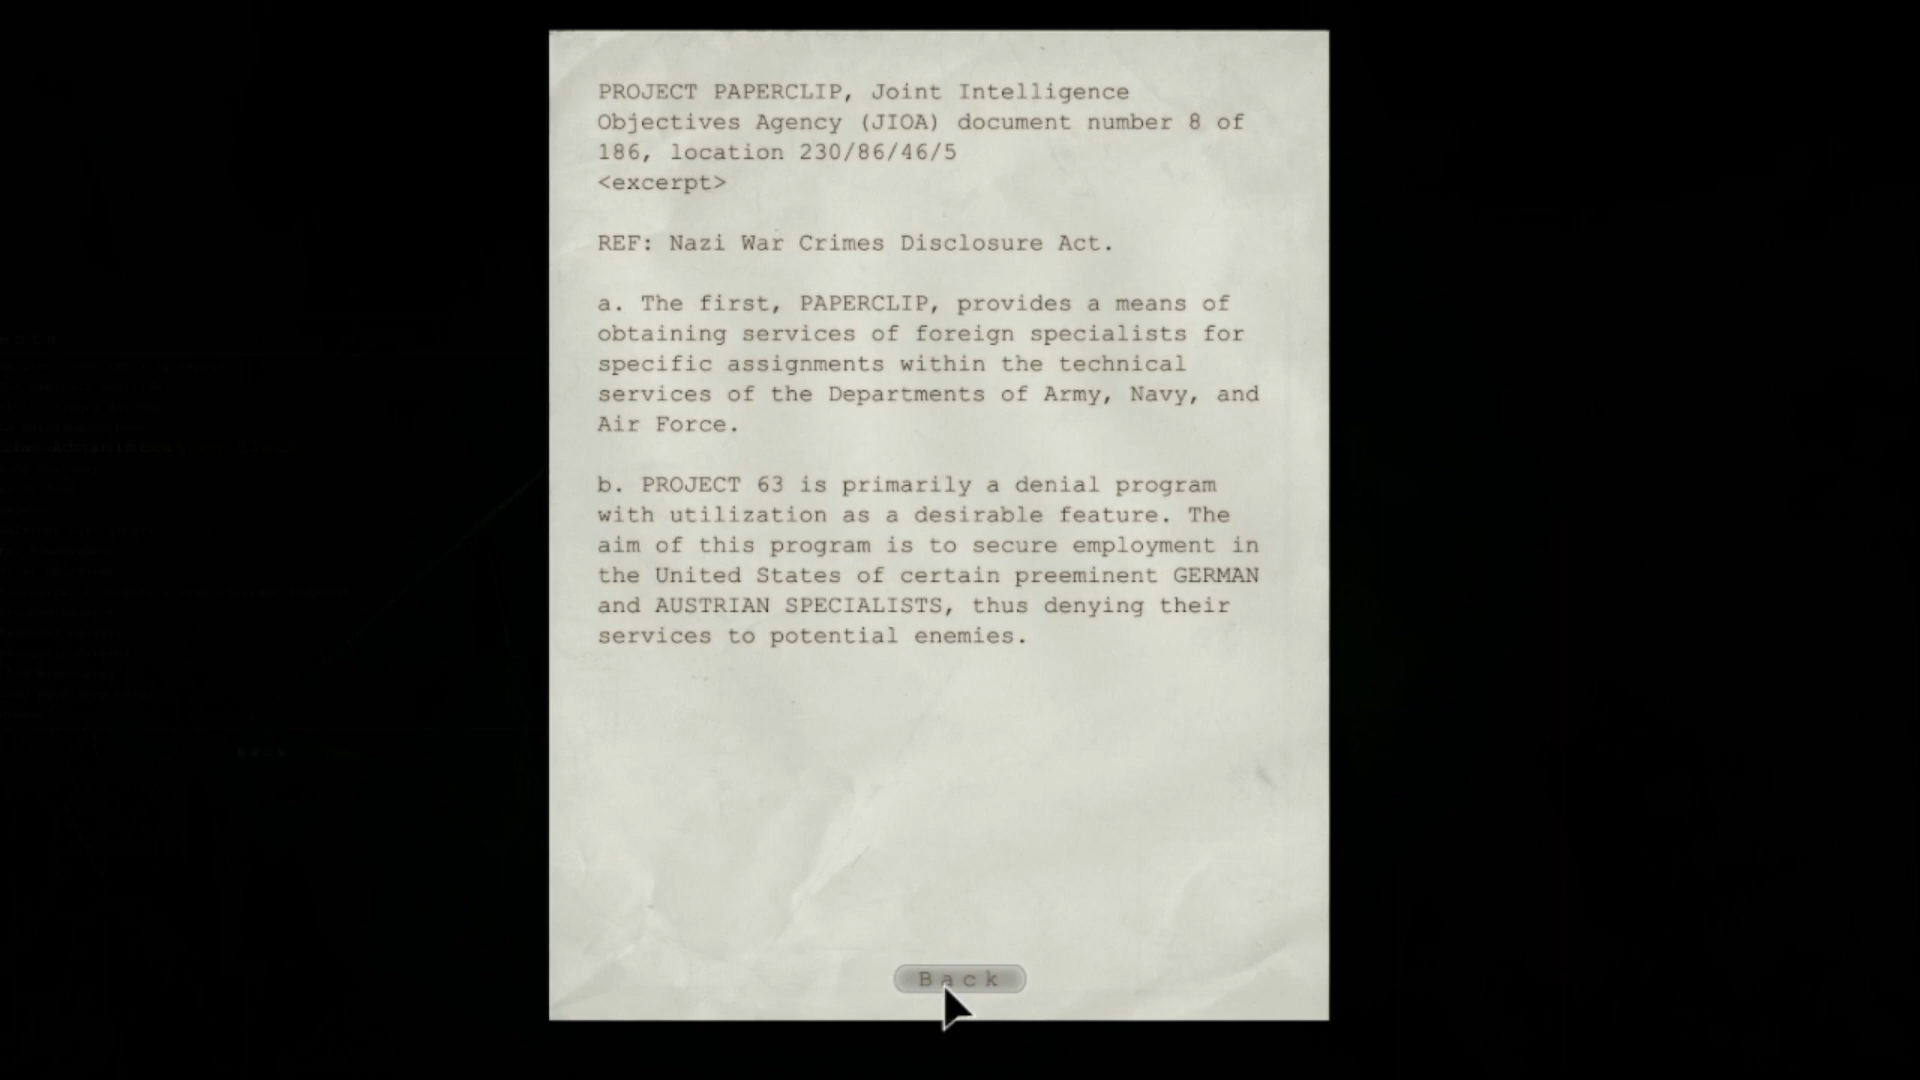 PROJECT PAPERCLIP, Joint Intelligence
Objectives Agency (JIOA) document number 8 of
186, location 230/86/46/5
<excerpt>
REF: Nazi War Crimes Disclosure Act.
a. The first, PAPERCLIP, provides a means of
obtaining services of foreign specialists for
specific assignments within the technical
services of the Departments of Army, Navy, and
Air Force.
b. PROJECT 63 is primarily a denial program
with utilization as a desirable feature. The
aim of this program is to secure employment in
the United States of certain preeminent GERMAN
and AUSTRIAN SPECIALISTS, thus denying their
services to potential enemies.
Back